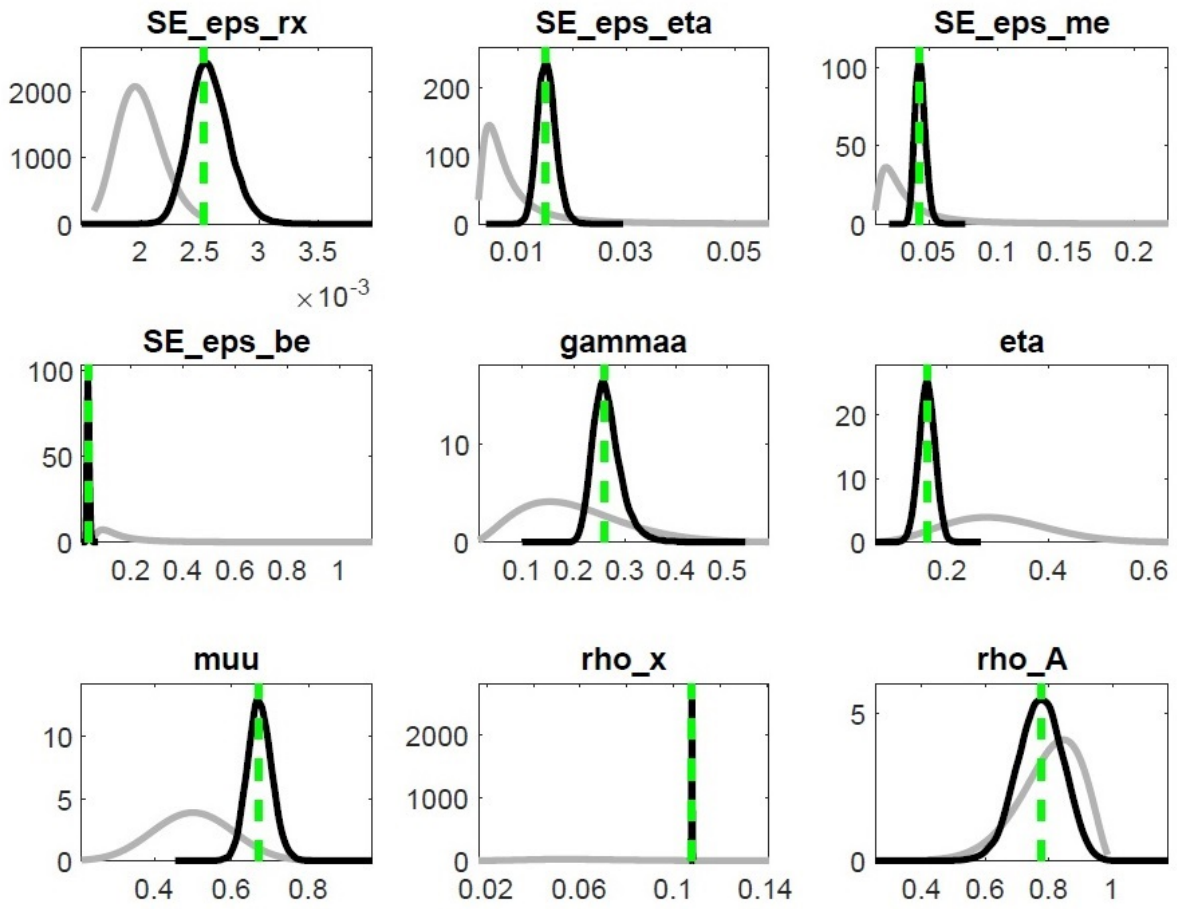 SE_eps_rx SE_eps_eta SE_eps_me
2000
1000
0
2 2.5 3 3.5
×10-3
200
100
0
0.01 0.03 0.05
100
50
0
0.05 0.1 0.15 0.2
SE_eps_be gammaa eta
100
50
0
0.2 0.4 0.6 0.8 1
10
0
0.1 0.2 0.3 0.4 0.5
20
10
0
0.2 0.4 0.6
muu rho_x rho_A
10
5
0
0.4 0.6 0.8
2000
1000
0
0.02 0.06 0.1 0.14
5
0
0.4 0.6 0.8 1